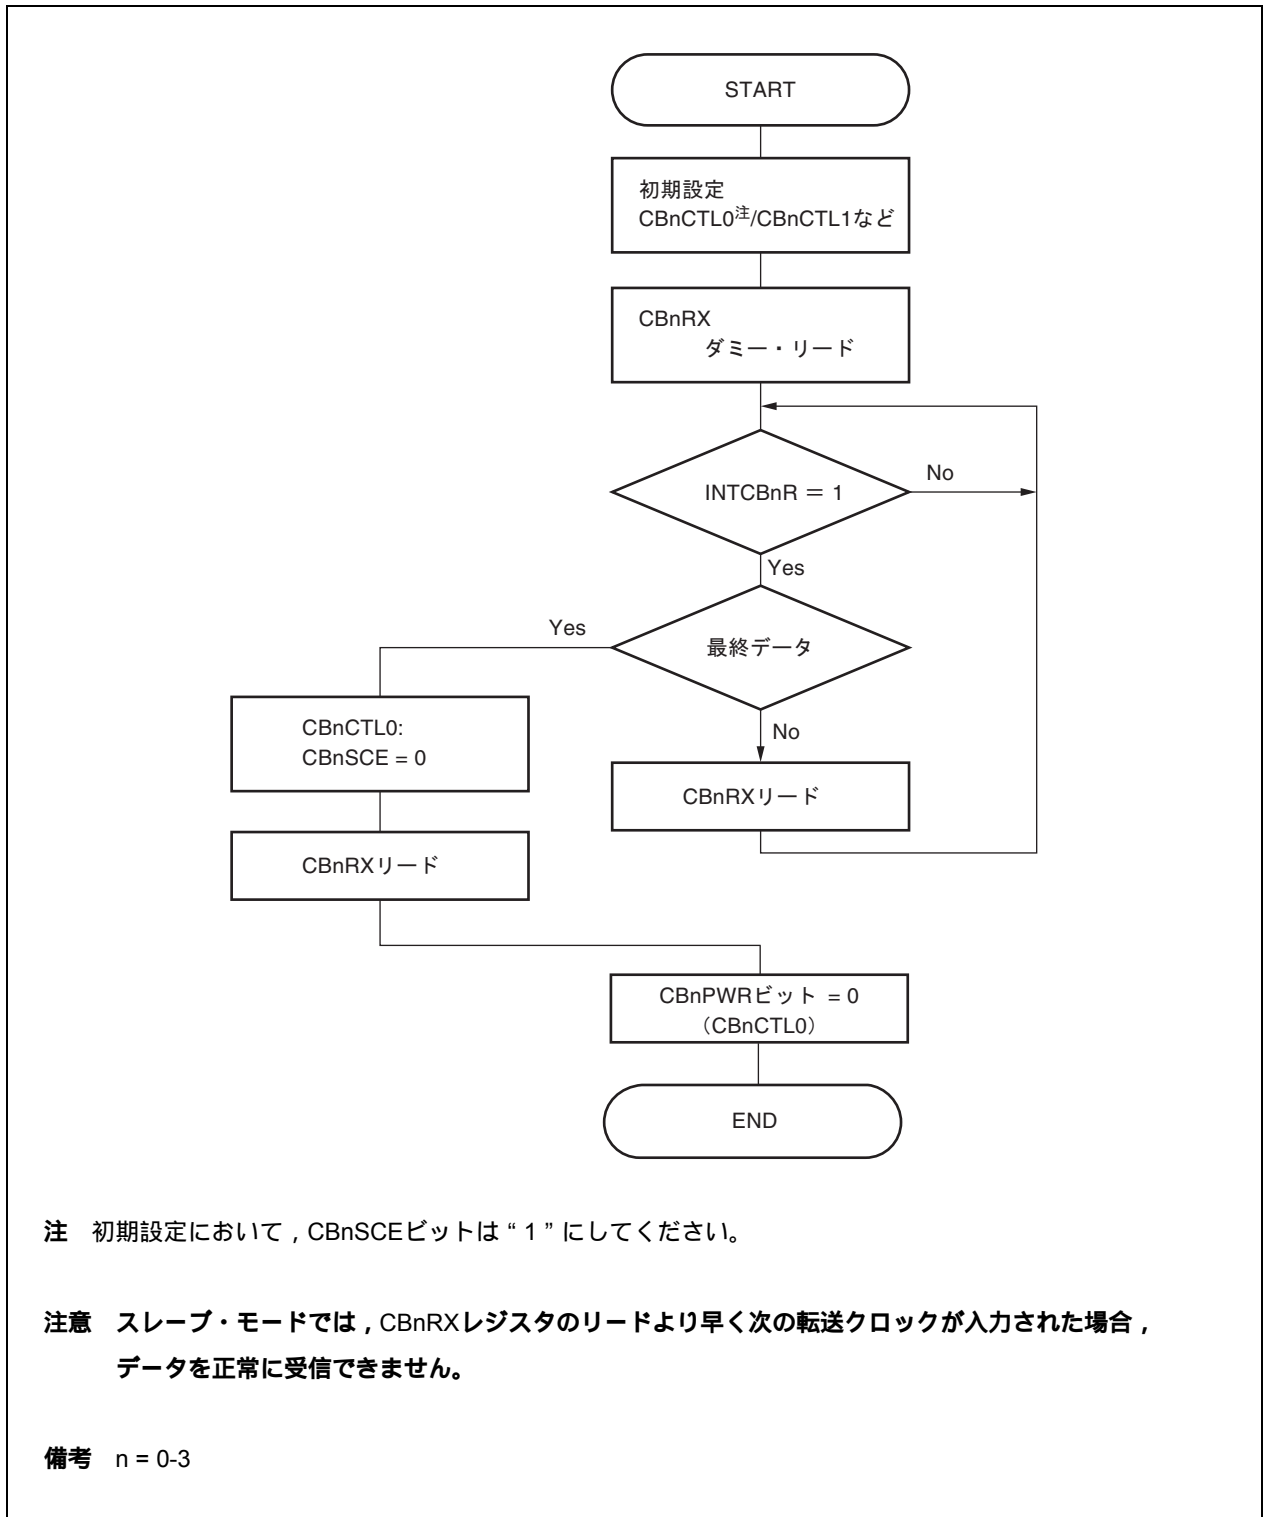 START
初期設定
CBnCTL0注/CBnCTL1など
CBnRX
ダミー・リード
INTCBnR = 1
No
Yes
最終データ
Yes
No
CBnCTL0:
CBnSCE = 0
CBnRXリード
CBnRXリード
CBnPWRビット = 0
（CBnCTL0）
END
注 初期設定において，CBnSCEビットは“1”にしてください。
注意 スレーブ・モードでは，CBnRXレジスタのリードより早く次の転送クロックが入力された場合，
データを正常に受信できません。
備考 n = 0-3